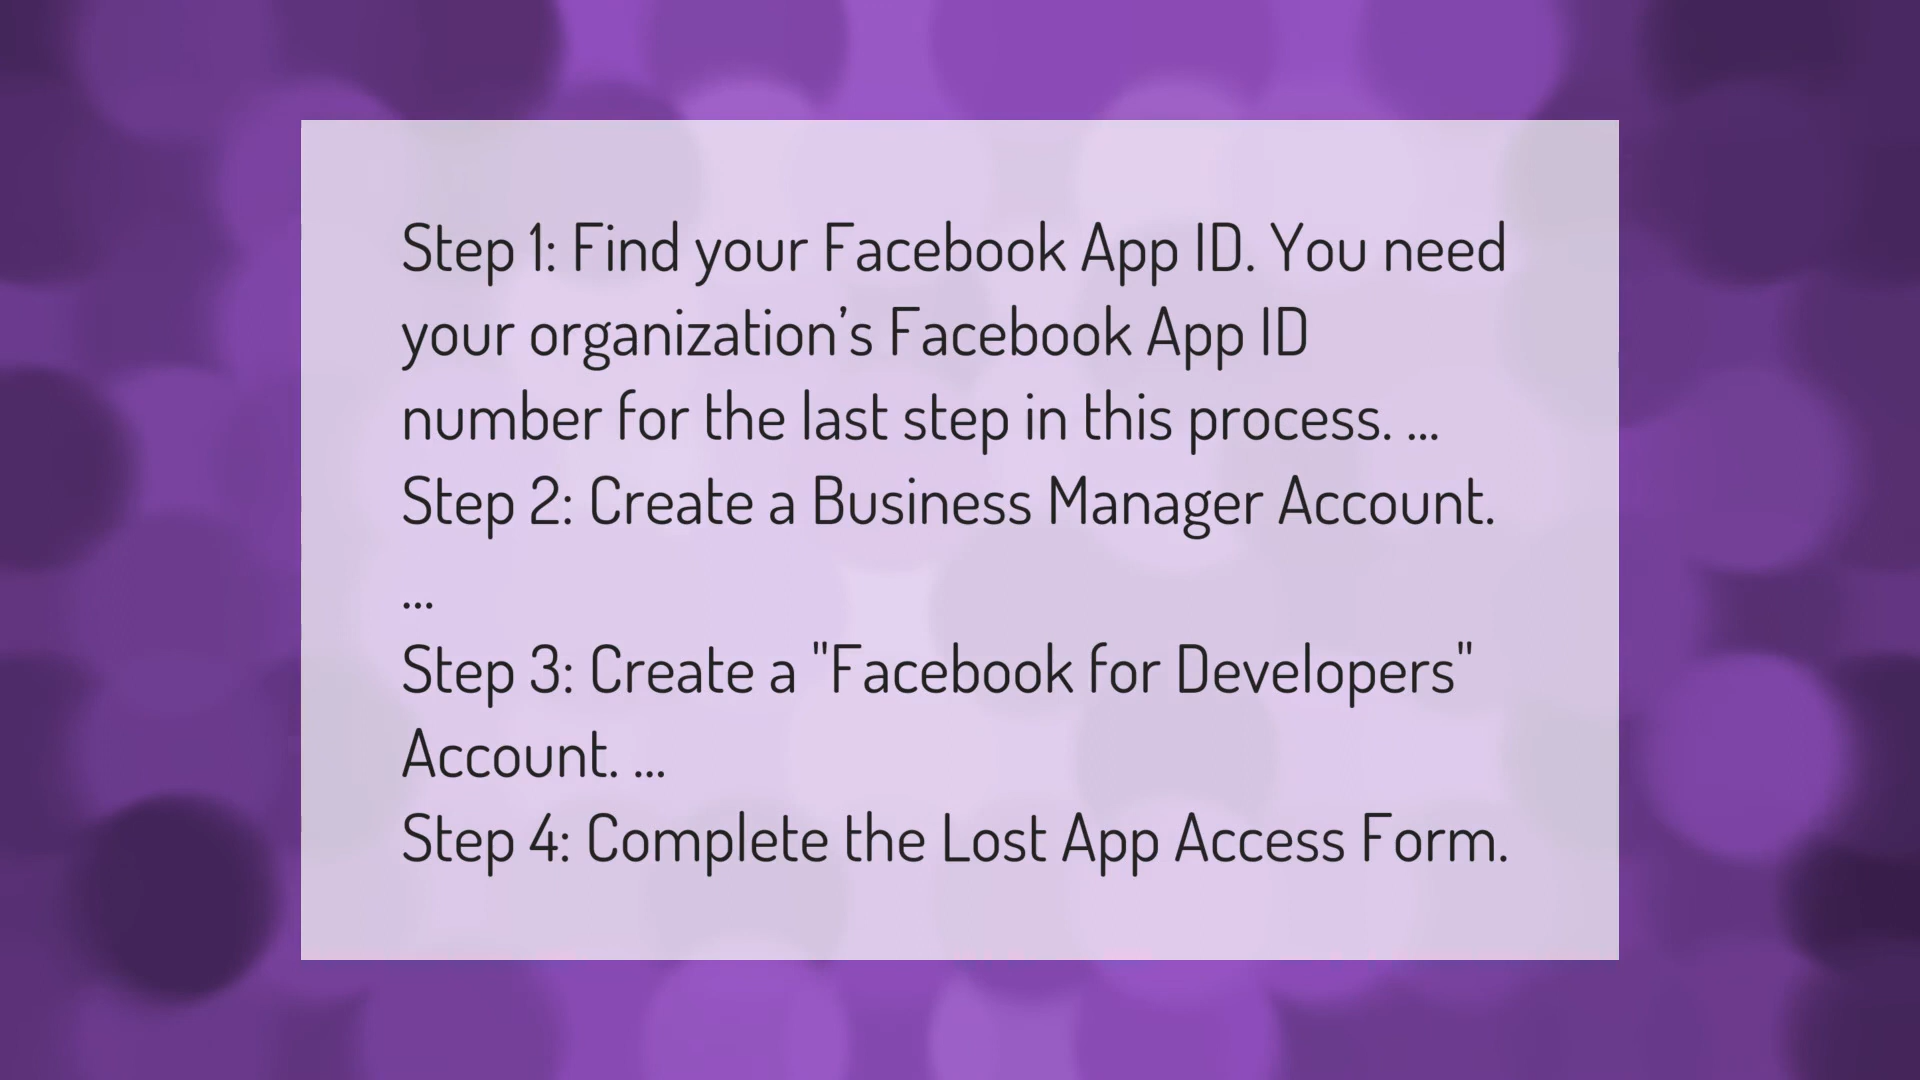 Step 1: Find your Facebook App ID. You need
your organization’s Facebook App ID
number for the last step in this process. ...
Step 2: Create a Business Manager Account.
...
Step 3: Create a "Facebook for Developers"
Account. ...
Step 4: Complete the Lost App Access Form.